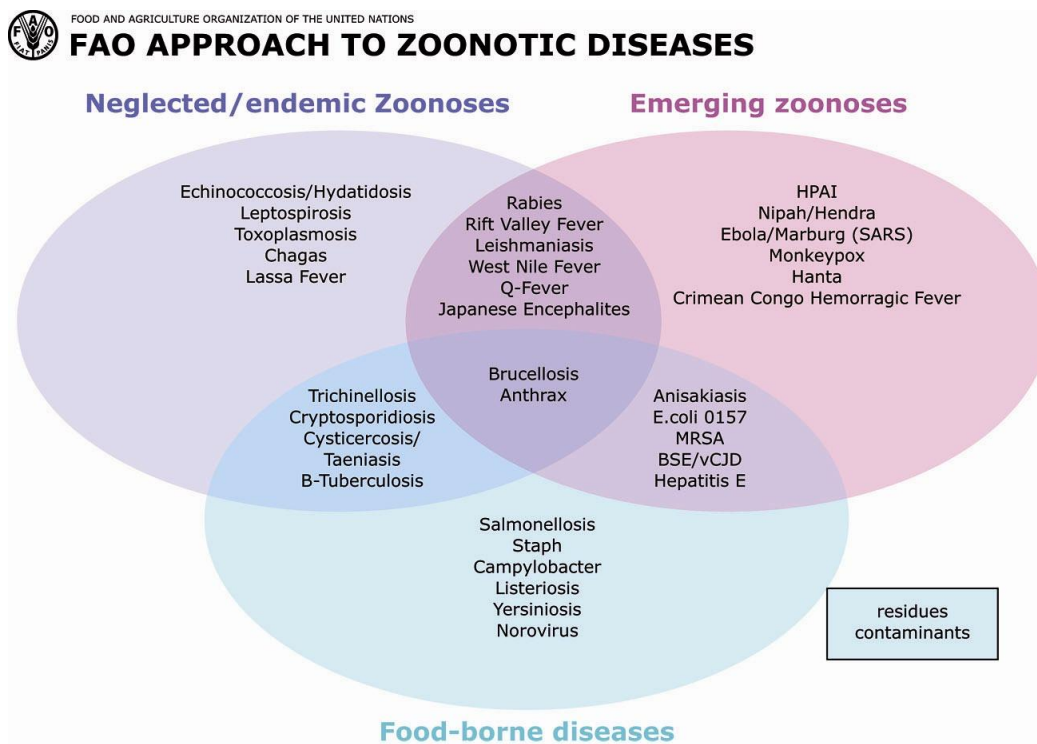 FOOD AND AGRICULTURE ORGANIZATION OF THE UNITED NATIONS
FAO APPROACH TO ZOONOTIC DISEASES
F A O
FIAT PANIS
Neglected/endemic Zoonoses
Emerging zoonoses
Echinococcosis/Hydatidosis
Leptospirosis
Toxoplasmosis
Chagas
Lassa Fever
Rabies
Rift Valley Fever
Leishmaniasis
West Nile Fever
Q-Fever
Japanese Encephalites
HPAI
Nipah/Hendra
Ebola/Marburg (SARS)
Monkeypox
Hanta
Crimean Congo Hemorragic Fever
Brucellosis
Anthrax
Trichinellosis
Cryptosporidiosis
Cysticercosis/
Taeniasis
B-Tuberculosis
Anisakiasis
E.coli 0157
MRSA
BSE/vCJD
Hepatitis E
Salmonellosis
Staph
Campylobacter
Listeriosis
Yersiniosis
Norovirus
residues
contaminants
Food-borne diseases